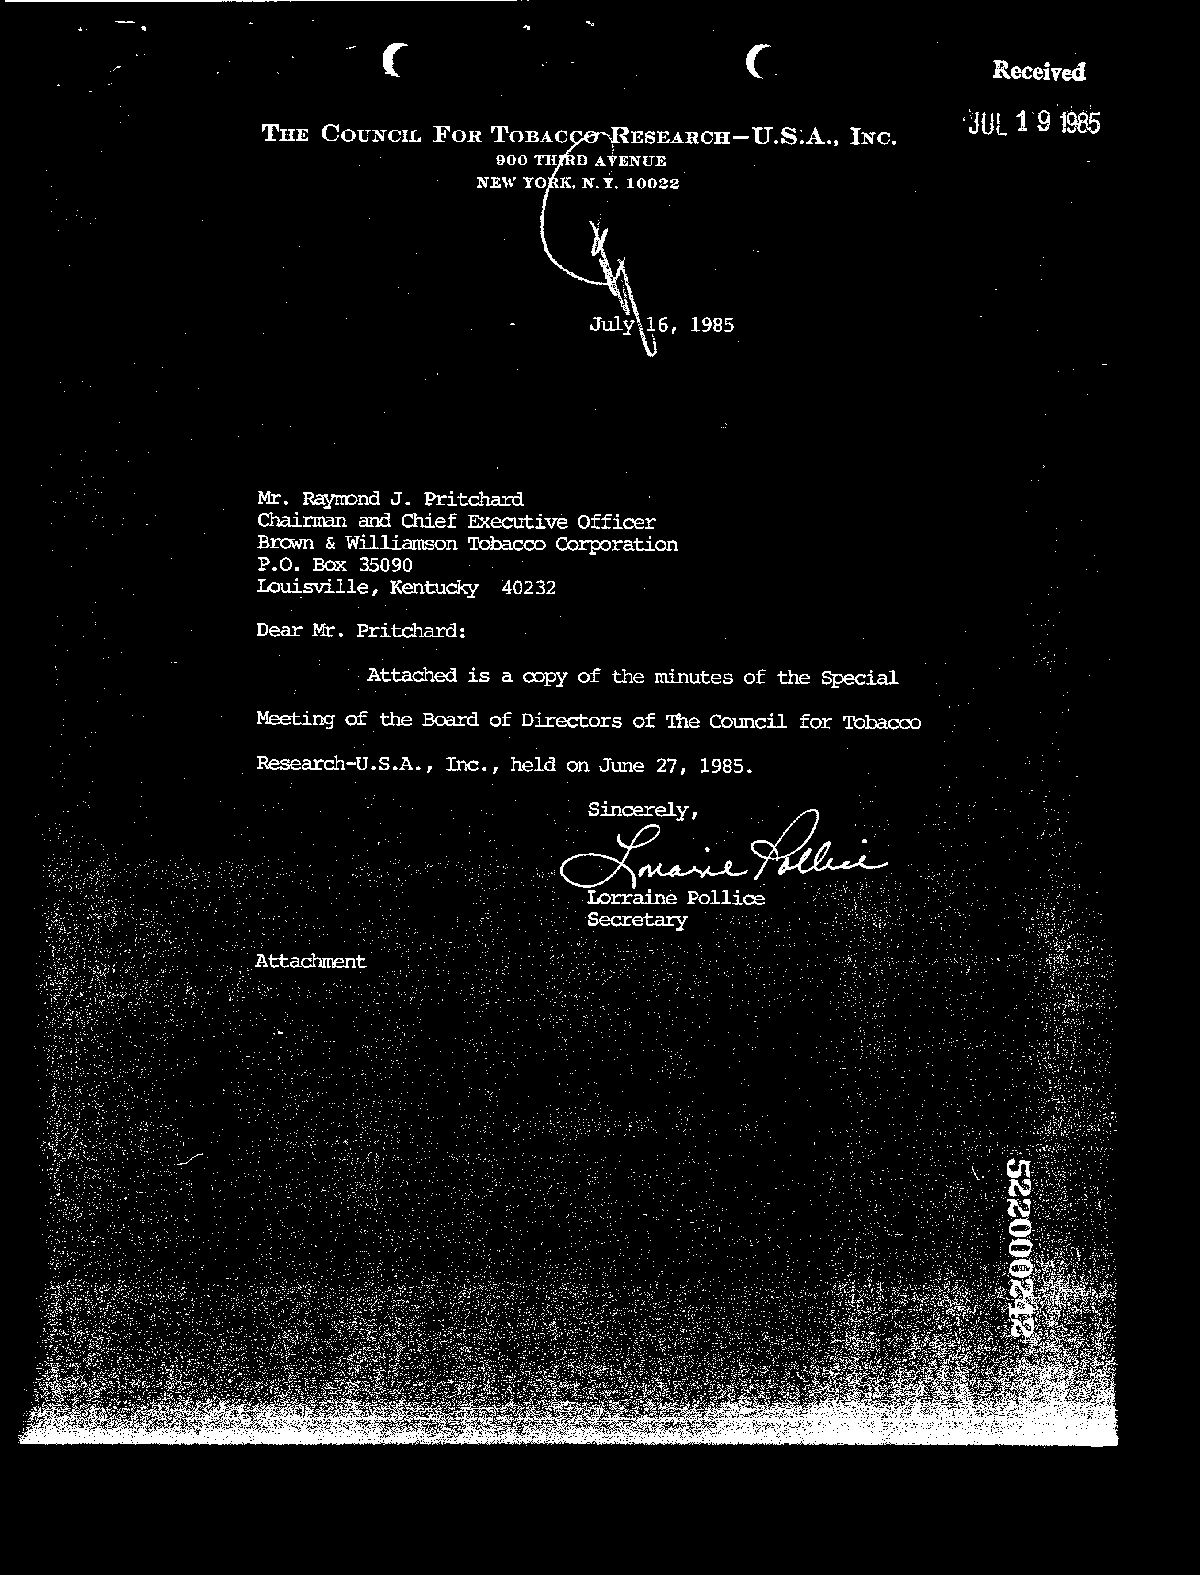 Received
JUL 19 1985
THE COUNCIL FOR TOBACCO RESEARCH-U.S.A., INC.
900 THIRD AVENUE
NEW YORK, N.Y. 10022
July 16, 1985
Mr. Raymond J. Pritchard
Chairman and Chief Executive Officer
Brown & Williamson Tobacco Corporation
P.O. Box 35090
Louisville, Kentucky 40232
Dear Mr. Pritchard:
Attached is a copy of the minutes of the Special
Meeting of the Board of Directors of The Council for Tobacco
Research-U.S.A., Inc., held on June 27, 1985.
Sincerely,
Lorraine Pollice
Lorraine Pollice
Secretary
Attachment
522000242